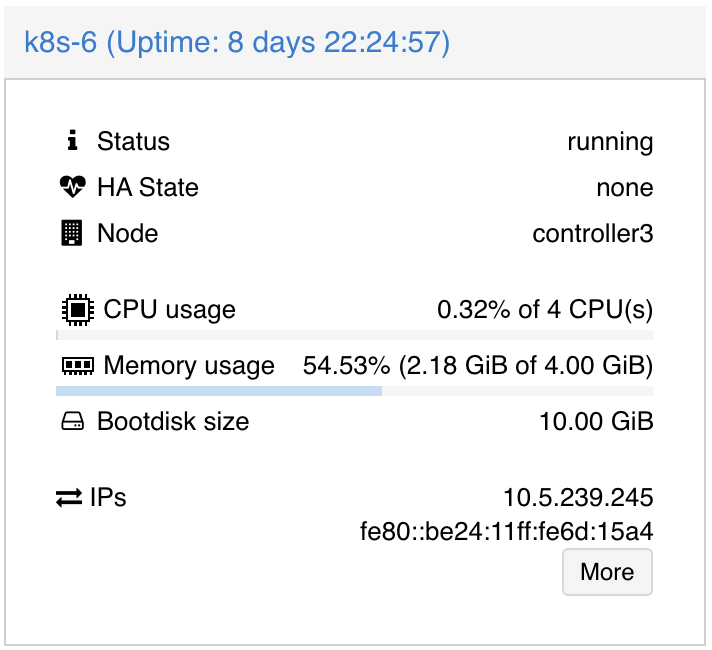 k8s-6 (Uptime: 8 days 22:24:57)
Status running
HA State none
Node controller3
CPU usage 0.32% of 4 CPU(s)
Memory usage 54.53% (2.18 GiB of 4.00 GiB)
Bootdisk size 10.00 GiB
IPs 10.5.239.245
fe80::be24:11ff:fe6d:15a4
More